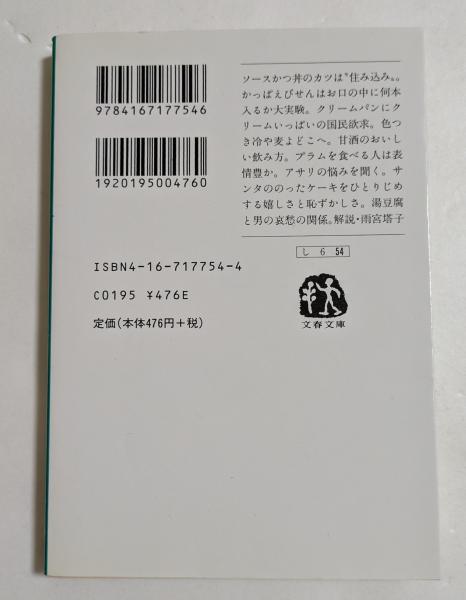 9784167177546
1920195004760
ISBN4-16-717754-4
C0195 ¥476E
定価(本体476円+税)
ソースかつ丼のカツは〝住み込み〟。
かっぱえびせんはお口の中に何本
入るか大実験。クリームパンにク
リームいっぱいの国民欲求。色つ
き冷や麦よどこへ。甘酒のおいし
い飲み方。プラムを食べる人は表
情豊か。アサリの悩みを聞く。サ
ンタののったケーキをひとりじめ
する嬉しさと恥ずかしさ。湯豆腐
と男の哀愁の関係。解説・雨宮塔子
し 6 54
文春文庫